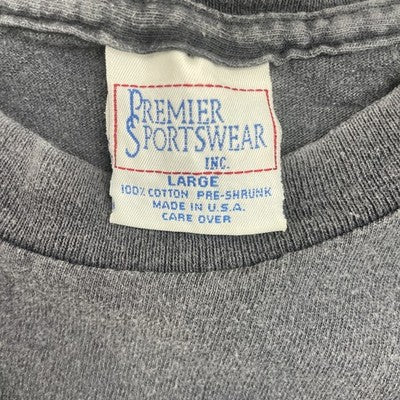 PREMIER
SPORTSWEAR
INC.
LARGE
100% COTTON PRE-SHRUNK
MADE IN U.S.A.
CARE OVER